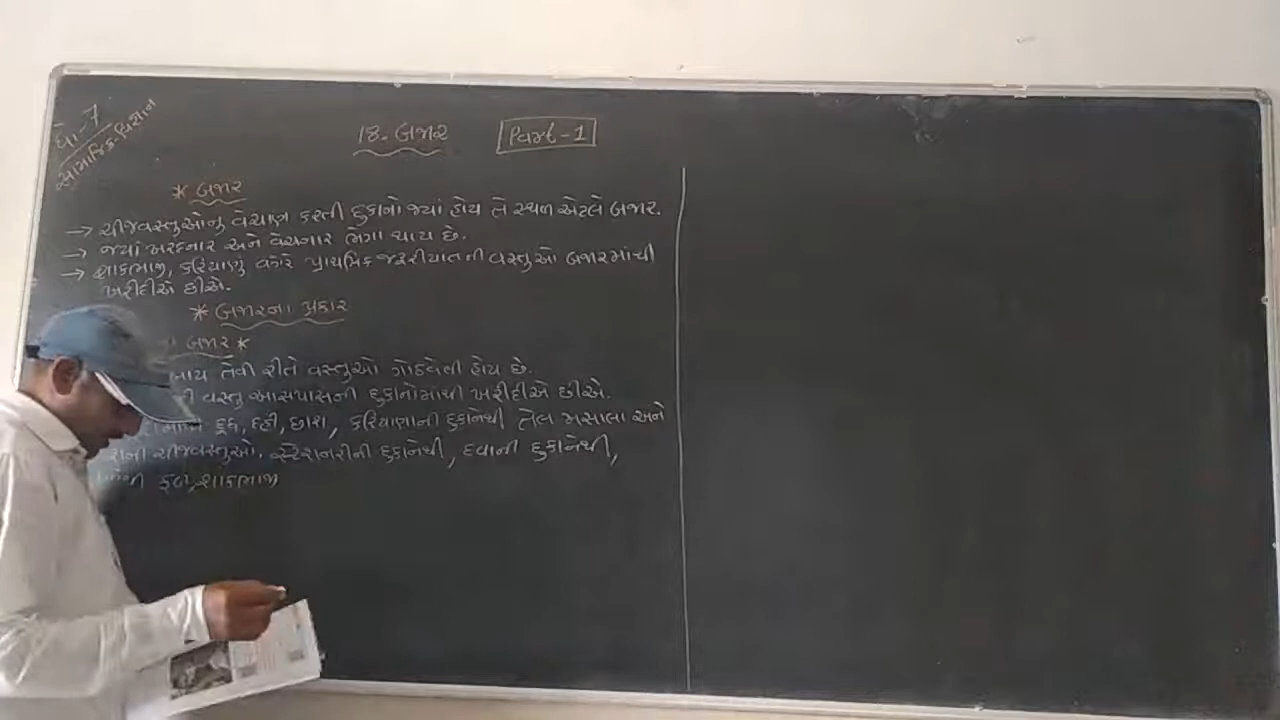 ધો-7
સામાજિક-વિજ્ઞાન
18. બજાર
Part-1
* બજાર
→ ચીજવસ્તુઓનુ વેચાણ કરતી દુકાનો જ્યાં હોય તે સ્થળ એટલે બજાર.
→ જ્યાં ખરીદનાર અને વેચનાર ભેગા થાય છે.
→ શાકભાજી, કરિયાણું વગેરે પ્રાથમિક જરૂરીયાતની વસ્તુઓ બજારમાંથી
ખરીદીએ છીએ.
* બજારના પ્રકાર
બજાર *
તેવી રીતે વસ્તુઓ ગોઠવેલી હોય છે.
વસ્તુ આસપાસની દુકાનોમાંથી ખરીદીએ છીએ.
દૂધ, દહી, છાશ, કરિયાણાની દુકાનેથી તેલ મસાલા અને
ચીજવસ્તુઓ. સ્ટેશનરીની દુકાનેથી, દવાની દુકાનેથી,
ફળ, શાકભાજી